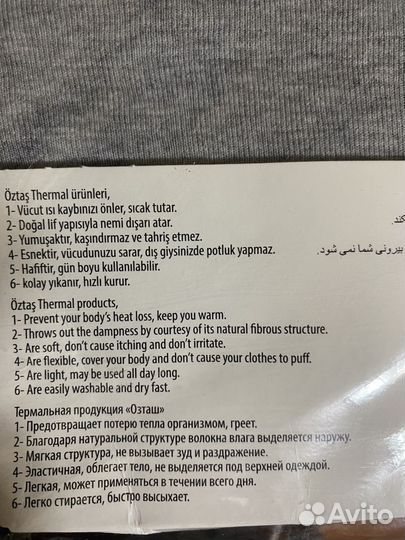 Öztaş Thermal ürünleri,
1- Vücut ısı kaybınızı önler, sıcak tutar.
2- Doğal lif yapısıyla nemi dışarı atar.
3- Yumuşaktır, kaşındırmaz ve tahriş etmez.
4- Esnektir, vücudunuzu sarar, dış giysinizde potluk yapmaz.
5- Hafiftir, gün boyu kullanılabilir.
6- kolay yıkanır, hızlı kurur.
کند.
بیرونی شما نمی شود.
Öztaş Thermal products,
1- Prevent your body's heat loss, keep you warm.
2- Throws out the dampness by courtesy of its natural fibrous structure.
3- Are soft, don't cause itching and don't irritate.
4- Are flexible, cover your body and don't cause your clothes to puff.
5- Are light, may be used all day long.
6- Are easily washable and dry fast.
Термальная продукция «Озташ»
1- Предотвращает потерю тепла организмом, греет.
2- Благодаря натуральной структуре волокна влага выделяется наружу.
3- Мягкая структура, не вызывает зуд и раздражение.
4- Эластичная, облегает тело, не выделяется под верхней одеждой.
5- Легкая, может применяться в течении всего дня.
6- Легко стирается, быстро высыхает.
Avito